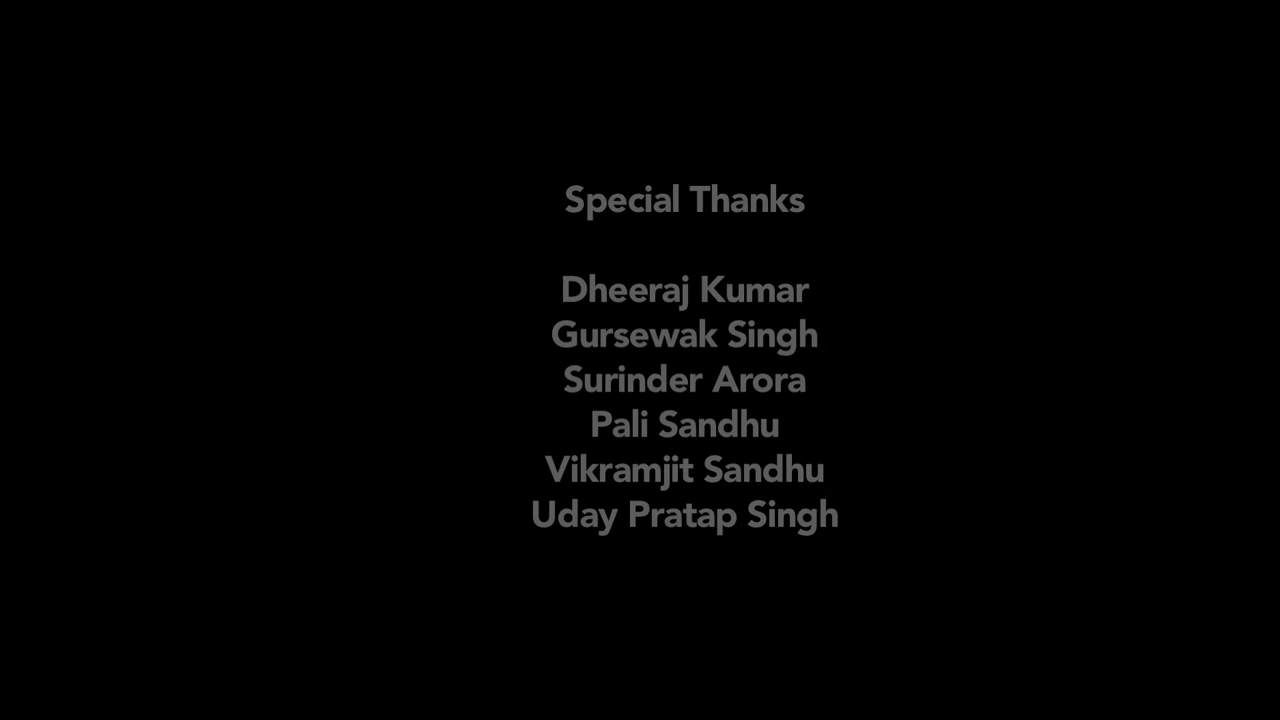 Special Thanks
Dheeraj Kumar
Gursewak Singh
Surinder Arora
Pali Sandhu
Vikramjit Sandhu
Uday Pratap Singh